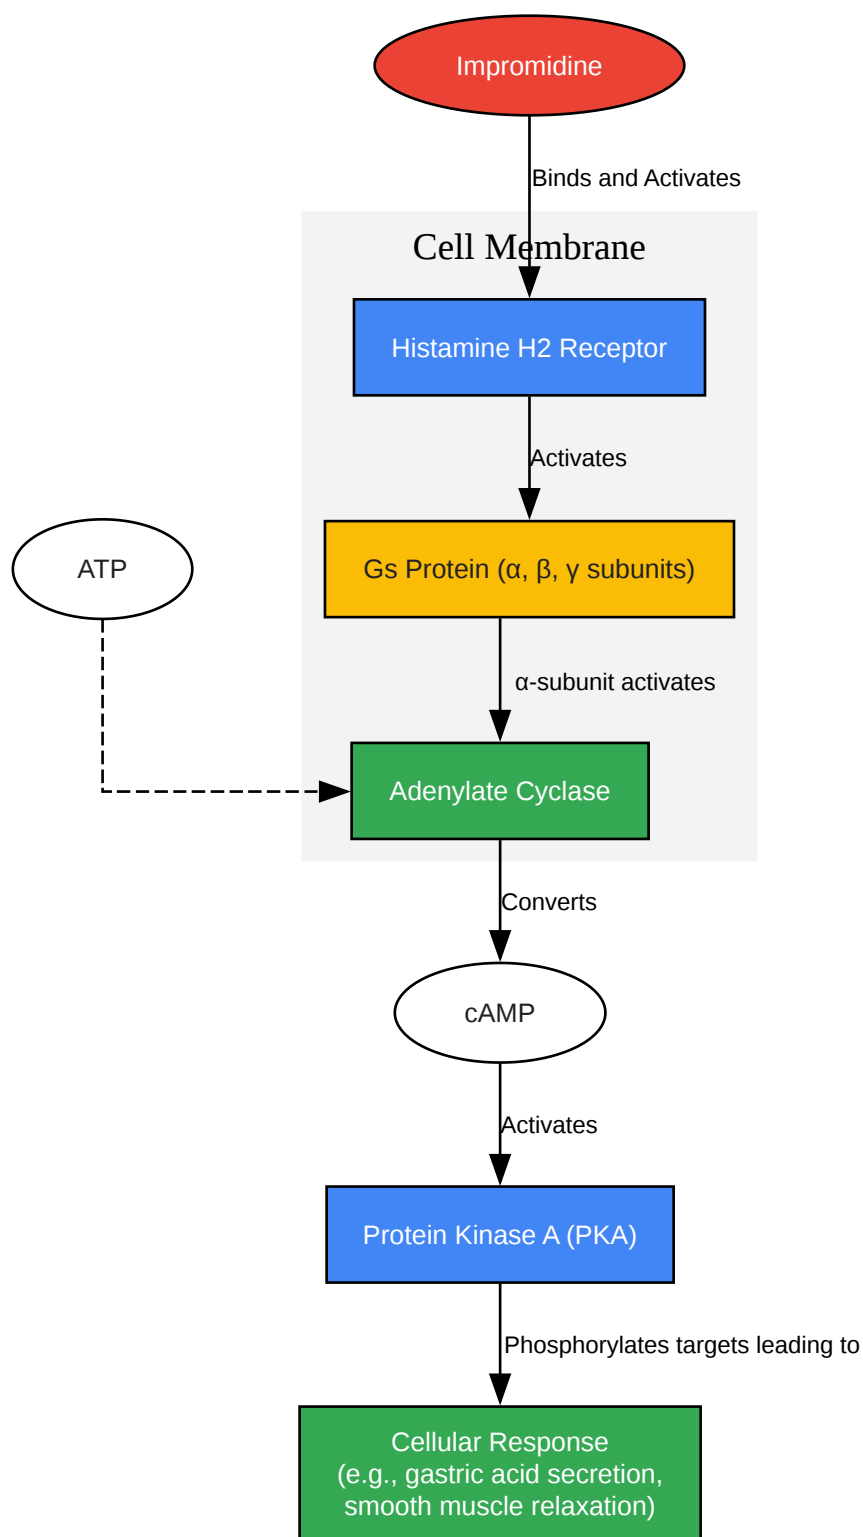 Impromidine
Binds and Activates
Cell Membrane
Histamine H2 Receptor
Activates
ATP
Gs Protein (α, β, γ subunits)
α-subunit activates
Adenylate Cyclase
Converts
cAMP
Activates
Protein Kinase A (PKA)
Phosphorylates targets leading to
Cellular Response
(e.g., gastric acid secretion,
smooth muscle relaxation)